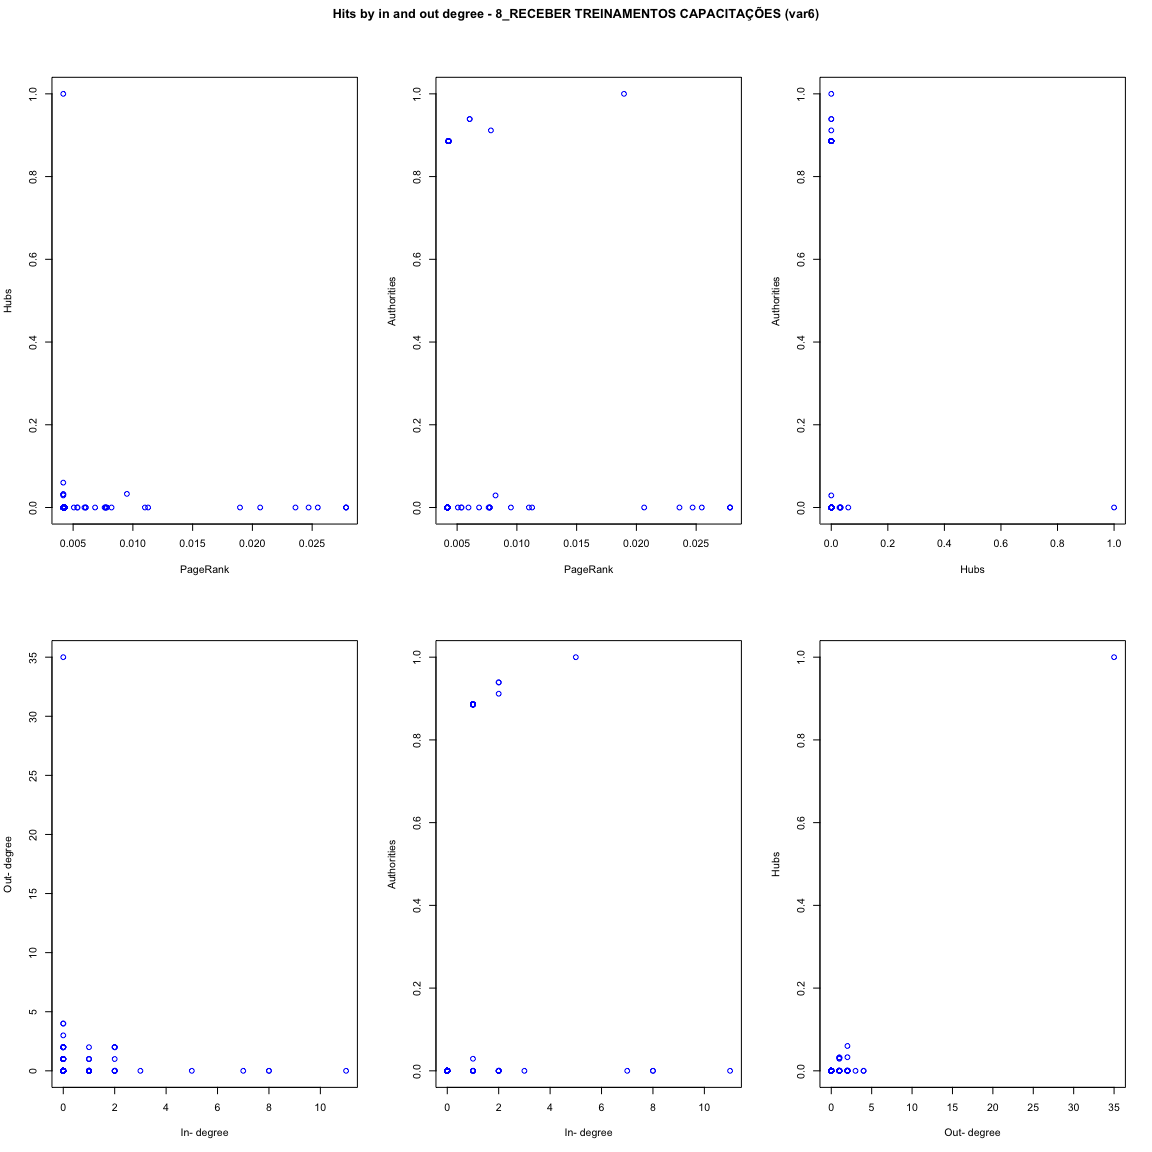 Hits by in and out degree - 8_RECEBER TREINAMENTOS CAPACITAÇÕES (var6)
Hubs
0.0 0.2 0.4 0.6 0.8 1.0
0.005 0.010 0.015 0.020 0.025
PageRank
Authorities
0.0 0.2 0.4 0.6 0.8 1.0
0.005 0.010 0.015 0.020 0.025
PageRank
Authorities
0.0 0.2 0.4 0.6 0.8 1.0
0.0 0.2 0.4 0.6 0.8 1.0
Hubs
Out- degree
0 5 10 15 20 25 30 35
0 2 4 6 8 10
In- degree
Authorities
0.0 0.2 0.4 0.6 0.8 1.0
0 2 4 6 8 10
In- degree
Hubs
0.0 0.2 0.4 0.6 0.8 1.0
0 5 10 15 20 25 30 35
Out- degree